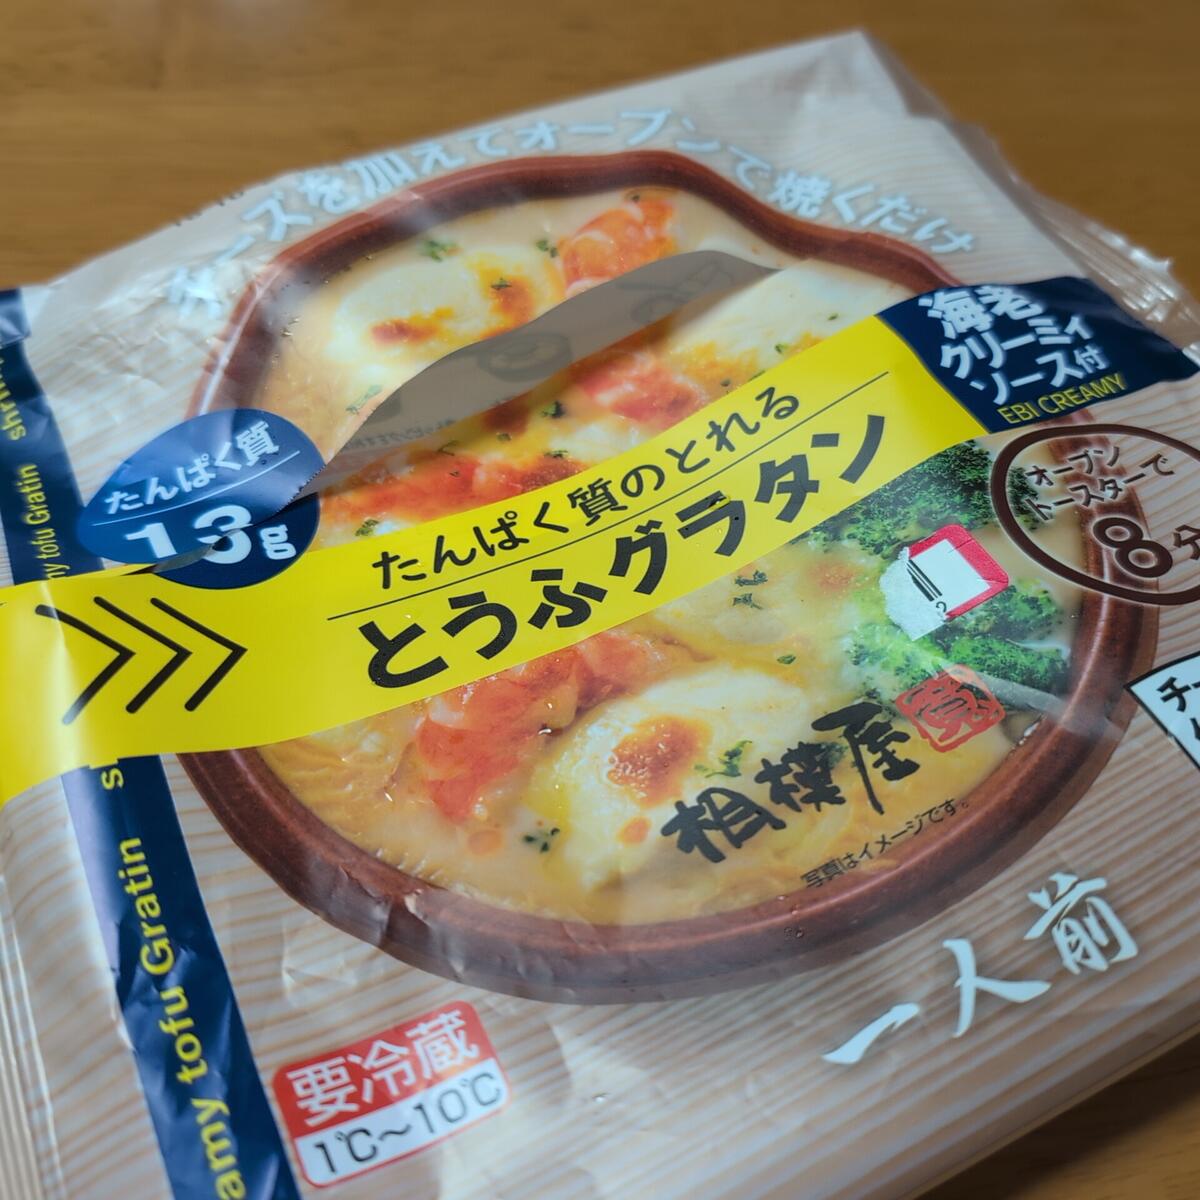 チーズを加えてオーブンで焼くだけ
海老
クリーミィ
ソース付
EBI CREAMY
オーブン
トースターで
8分
たんぱく質
13g
たんぱく質のとれる
とうふグラタン
相模屋
写真はイメージです。
一人前
要冷蔵
1℃～10℃
tofu Gratin
amy tofu Gratin